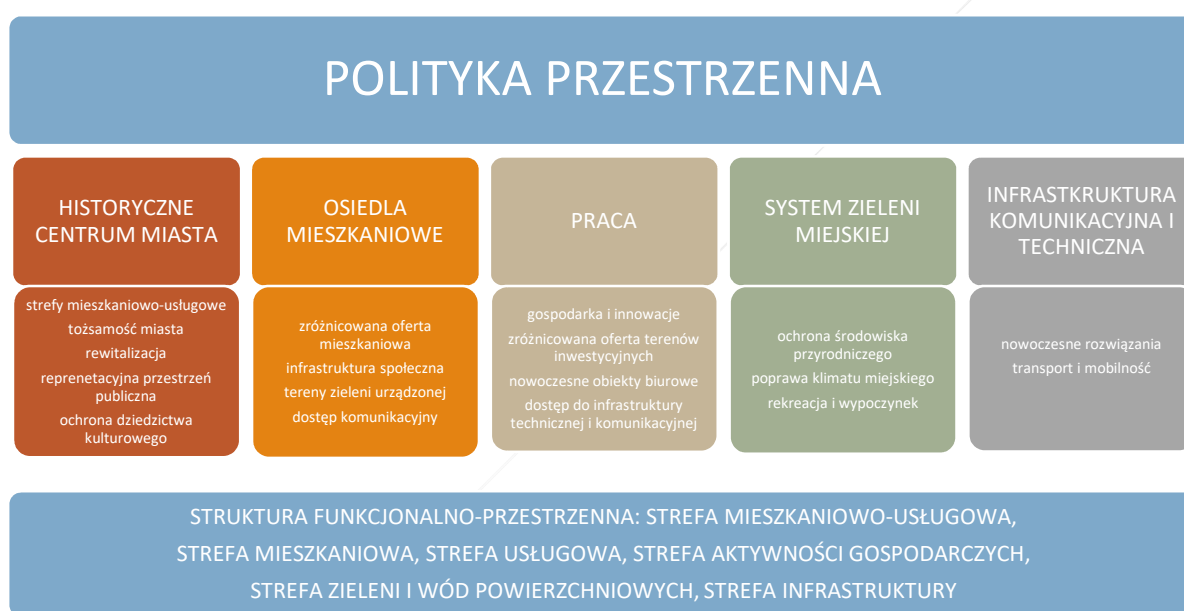 POLITYKA PRZESTRZENNA
HISTORYCZNE
CENTRUM MIASTA
strefy mieszkaniowo-usługowe
tożsamość miasta
rewitalizacja
reprenetacyjna przestrzeń
publiczna
ochrona dziedzictwa
kulturowego
OSIEDLA
MIESZKANIOWE
zróżnicowana oferta
mieszkaniowa
infrastruktura społeczna
tereny zieleni urządzonej
dostęp komunikacyjny
PRACA
gospodarka i innowacje
zróżnicowana oferta terenów
inwestycyjnych
nowoczesne obiekty biurowe
dostęp do infrastruktury
technicznej i komunikacyjnej
SYSTEM ZIELENI
MIEJSKIEJ
ochrona środowiska
przyrodniczego
poprawa klimatu miejskiego
rekreacja i wypoczynek
INFRASTKRUKTURA
KOMUNIKACYJNA I
TECHNICZNA
nowoczesne rozwiązania
transport i mobilność
STRUKTURA FUNKCJONALNO-PRZESTRZENNA: STREFA MIESZKANIOWO-USŁUGOWA,
STREFA MIESZKANIOWA, STREFA USŁUGOWA, STREFA AKTYWNOŚCI GOSPODARCZYCH,
STREFA ZIELENI I WÓD POWIERZCHNIOWYCH, STREFA INFRASTRUKTURY